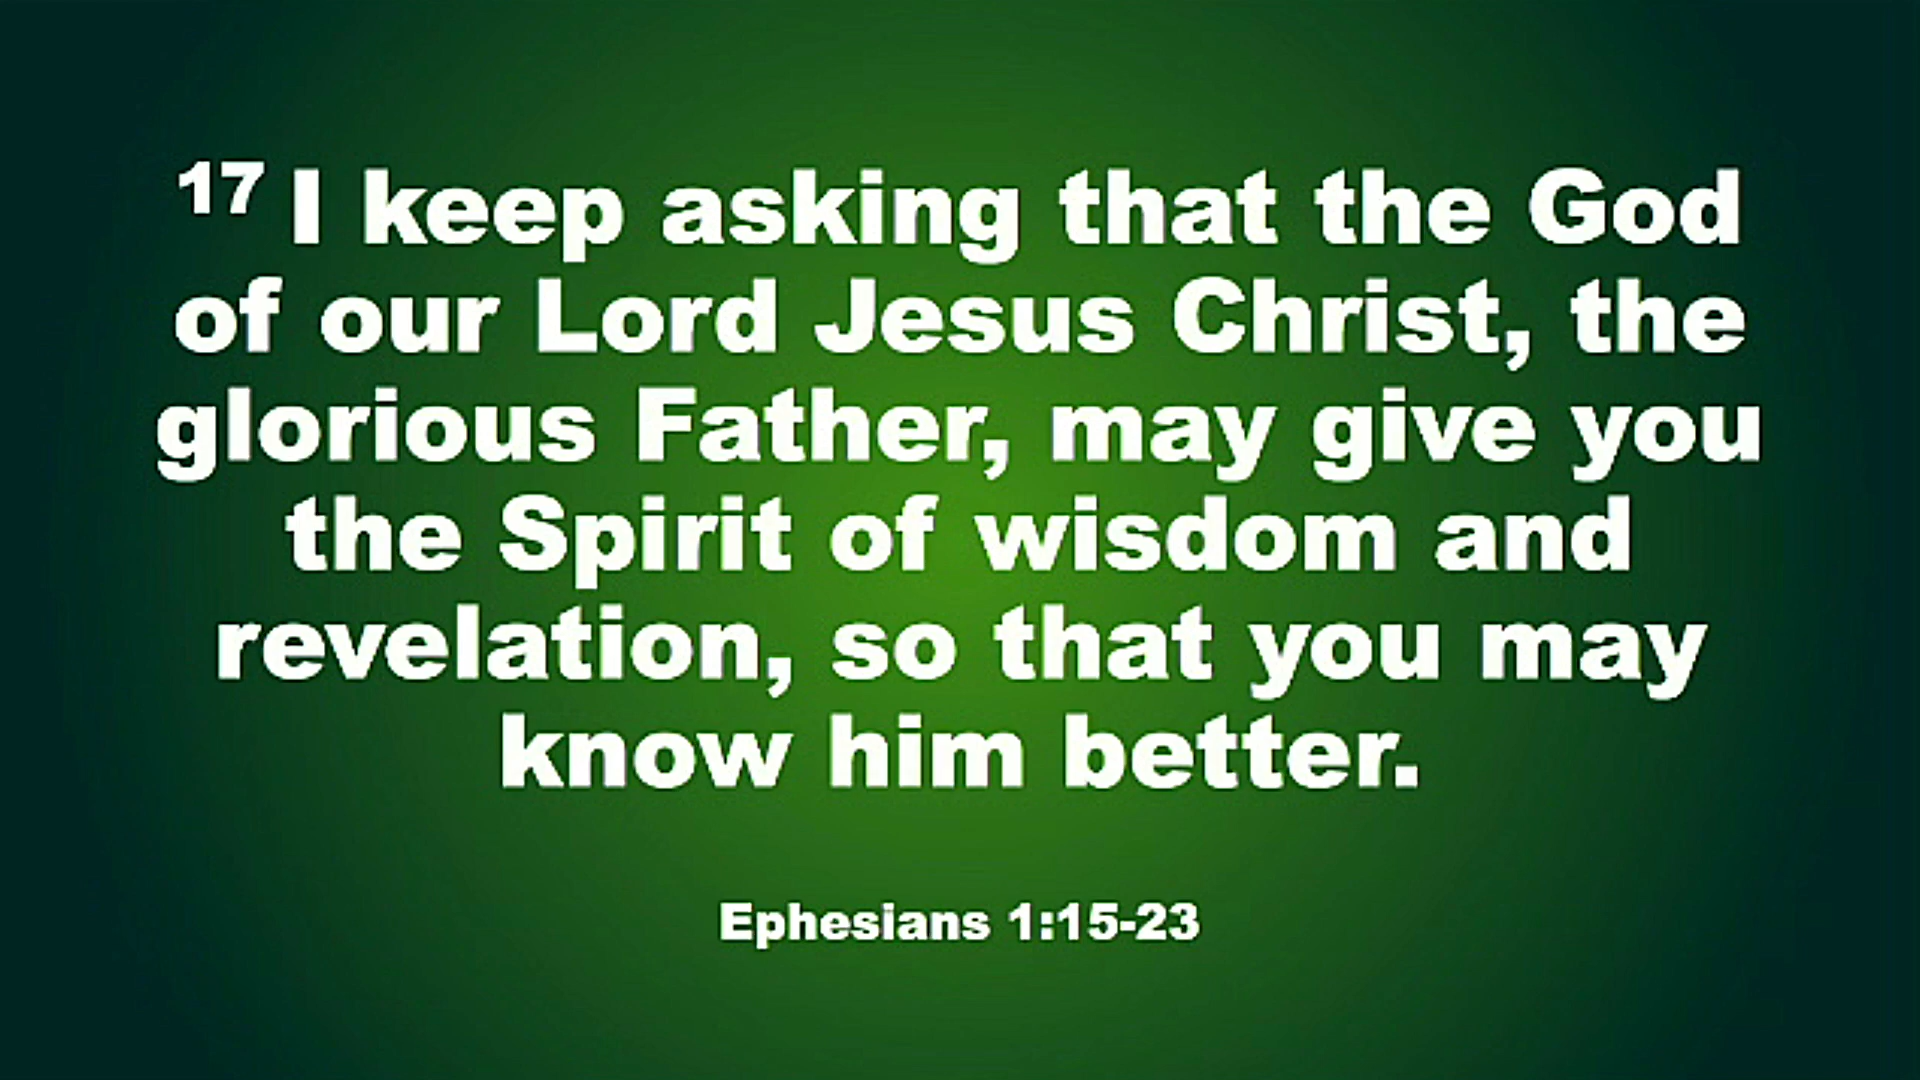 17 I keep asking that the God
of our Lord Jesus Christ, the
glorious Father, may give you
the Spirit of wisdom and
revelation, so that you may
know him better.
Ephesians 1:15-23